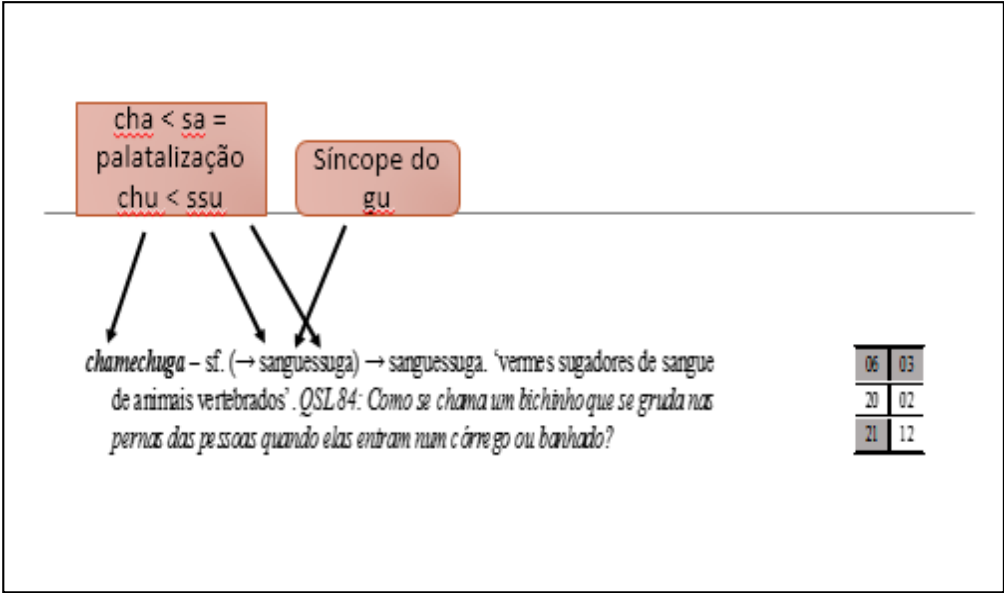 cha < sa =
palatalização
chu < ssu
Síncope do
gu
chamechuga – sf. (→ sanguessuga) → sanguessuga. ‘vermes sugadores de sangue
de animais vertebrados’. QSL 84: Como se chama um bichinho que se gruda nas
pernas das pessoas quando elas entram num córrego ou banhado?
06 03
20 02
21 12